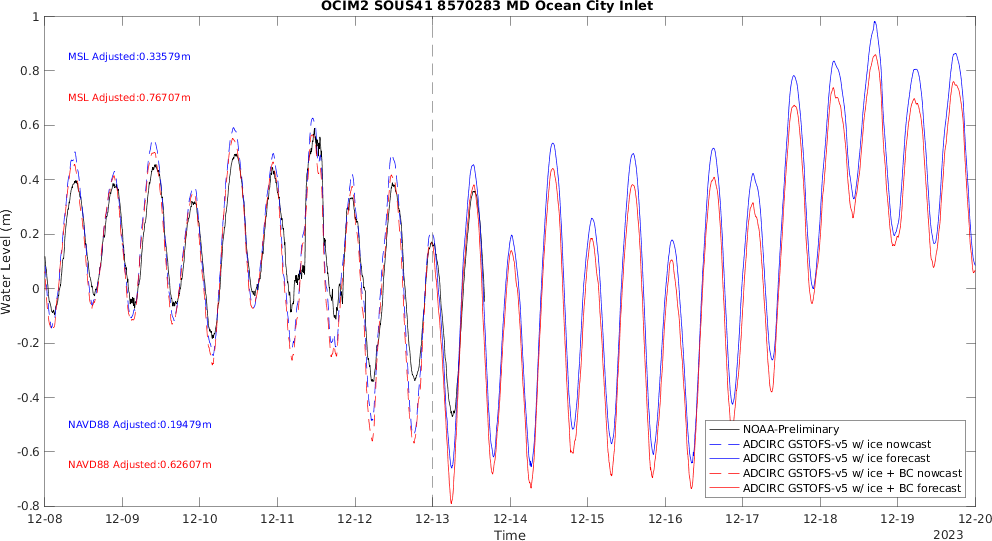 OCIM2 SOUS41 8570283 MD Ocean City Inlet
1
0.8
0.6
0.4
0.2
0
-0.2
-0.4
-0.6
-0.8
Water Level (m)
MSL Adjusted:0.33579m
MSL Adjusted:0.76707m
NAVD88 Adjusted:0.19479m
NAVD88 Adjusted:0.62607m
NOAA-Preliminary
ADCIRC GSTOFS-v5 w/ ice nowcast
ADCIRC GSTOFS-v5 w/ ice forecast
ADCIRC GSTOFS-v5 w/ ice + BC nowcast
ADCIRC GSTOFS-v5 w/ ice + BC forecast
12-08 12-09 12-10 12-11 12-12 12-13 12-14 12-15 12-16 12-17 12-18 12-19 12-20
Time
2023